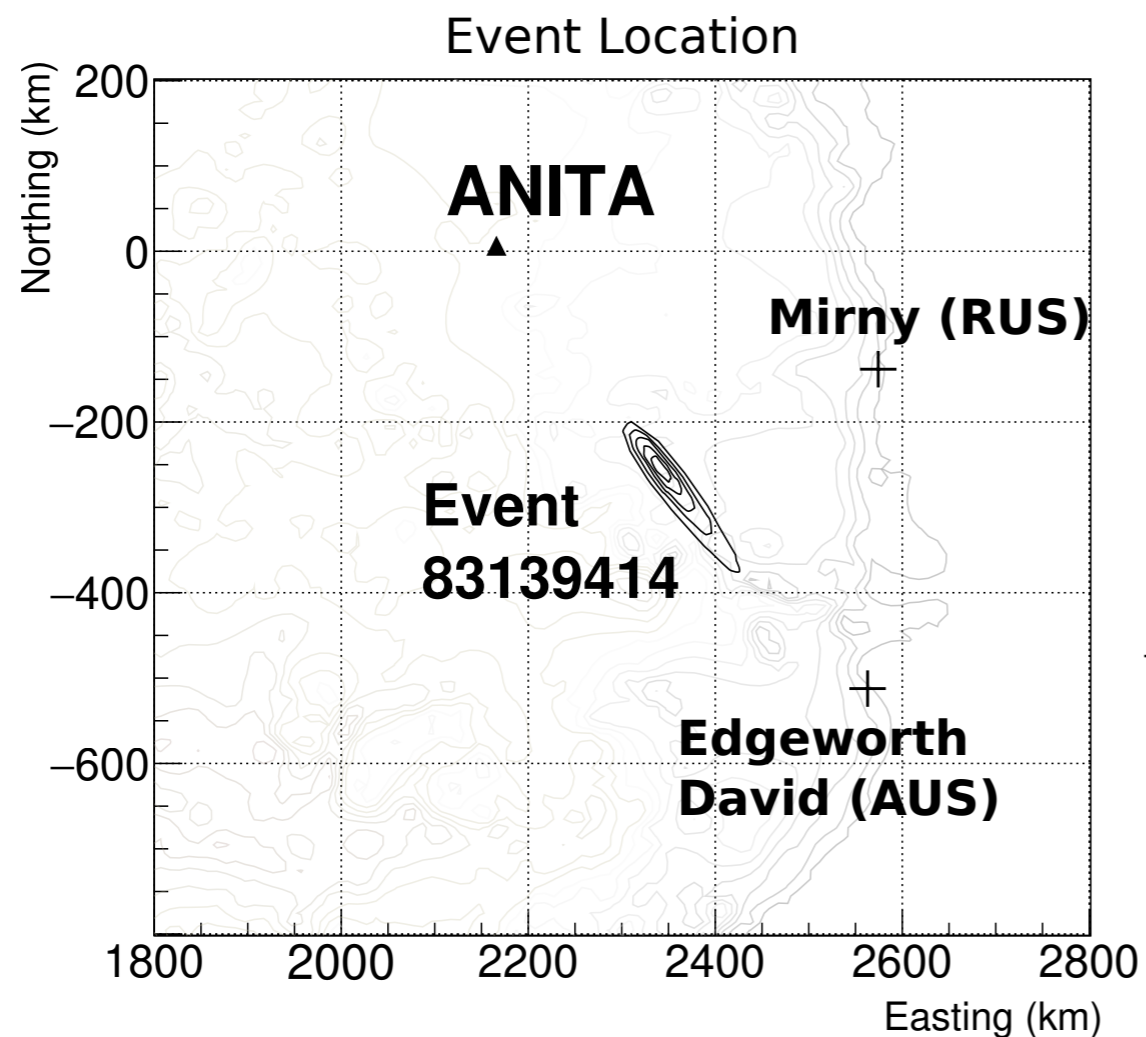 Event Location
Northing (km)
200
0
−200
−400
−600
ANITA
Mirny (RUS)
Event
83139414
Edgeworth
David (AUS)
1800 2000 2200 2400 2600 2800
Easting (km)